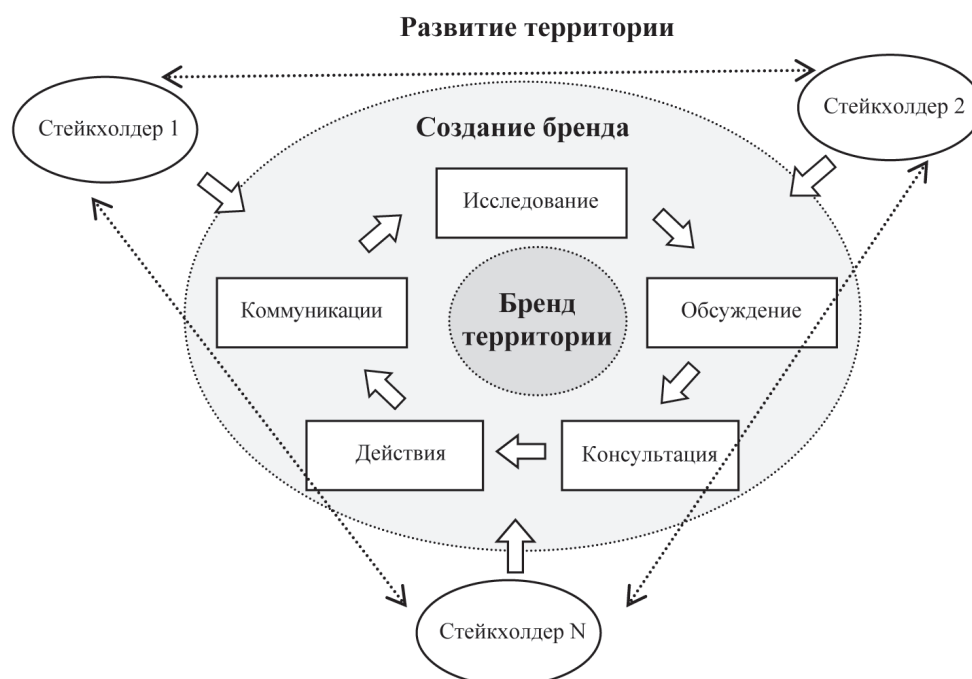 Развитие территории
Стейкхолдер 1
Стейкхолдер 2
Создание бренда
Исследование
Коммуникации
Бренд
территории
Обсуждение
Действия
Консультация
Стейкхолдер N